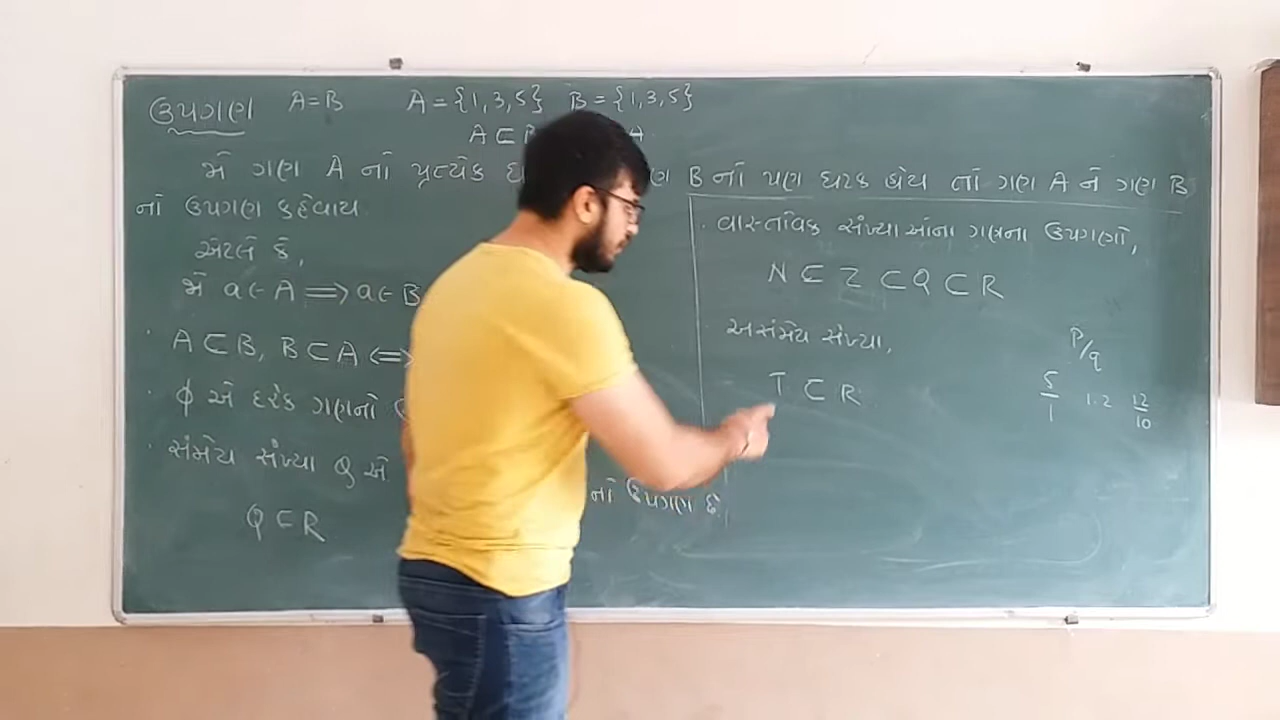 ઉપગણ A=B A={1,3,5} B={1,3,5}
A⊂ A
જો ગણ A નો પ્રત્યેક B નો પણ ઘટક હોય તો ગણ A ને ગણ B
નો ઉપગણ કહેવાય
એટલે કે,
જો a∈A ⟹ a∈B
· A⊂B, B⊂A ⟺
· ϕ એ દરેક ગણનો
· સંમેય સંખ્યા Q એ નો ઉપગણ છે,
Q⊂R
· વાસ્તવિક સંખ્યાઓના ગણના ઉપગણો,
N⊂Z⊂Q⊂R
· અસંમેય સંખ્યા,
T⊂R
P/q
5/1 1.2 12/10